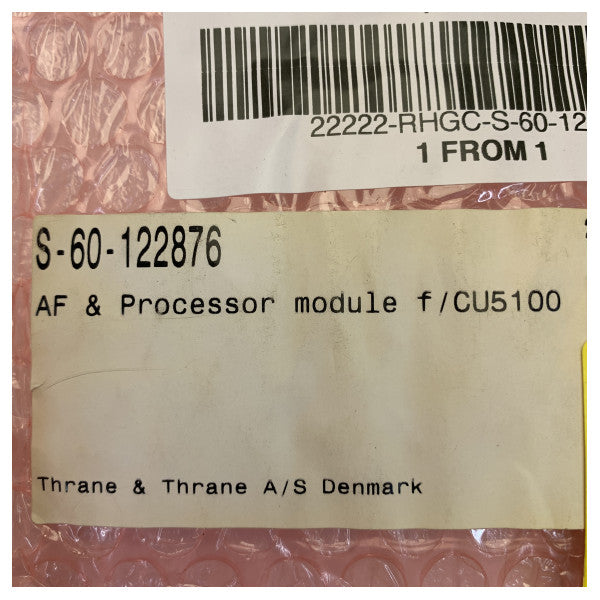 22222-RHGC-S-60-12
1 FROM 1
S-60-122876
AF & Processor module f/CU5100
Thrane & Thrane A/S Denmark